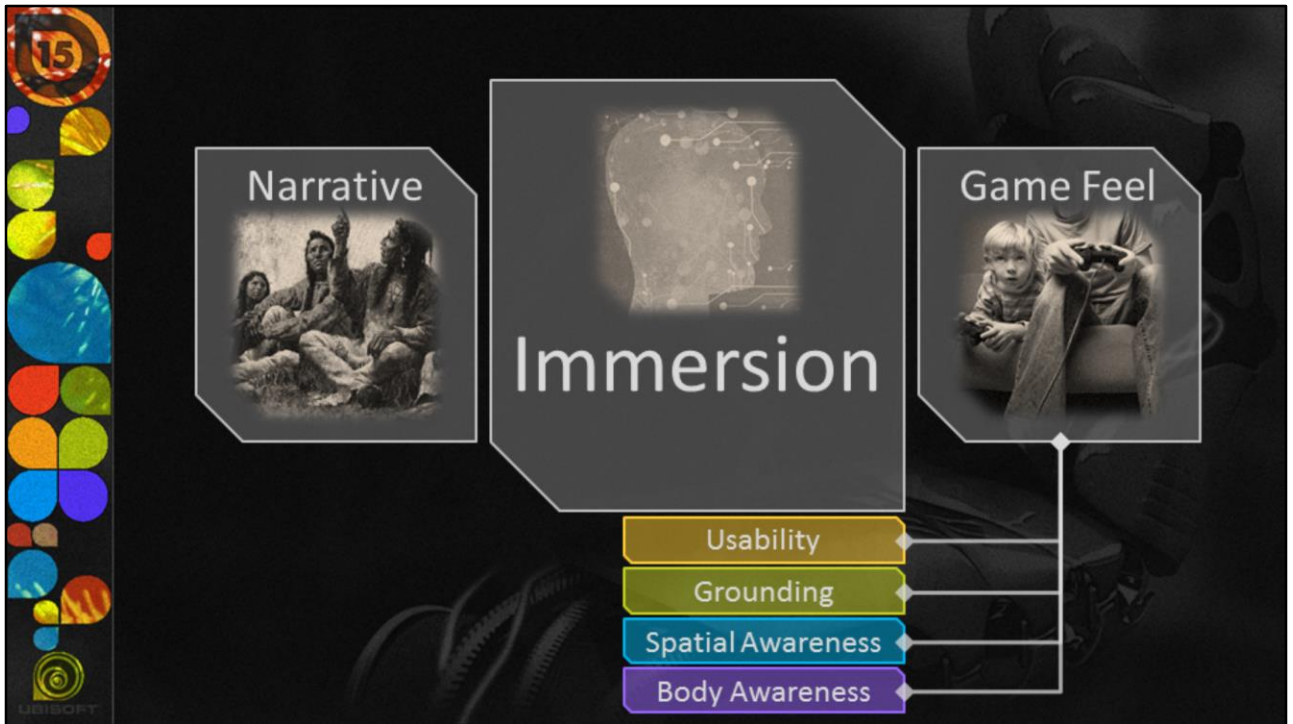 15
Narrative
Immersion
Game Feel
Usability
Grounding
Spatial Awareness
Body Awareness
UBISOFT